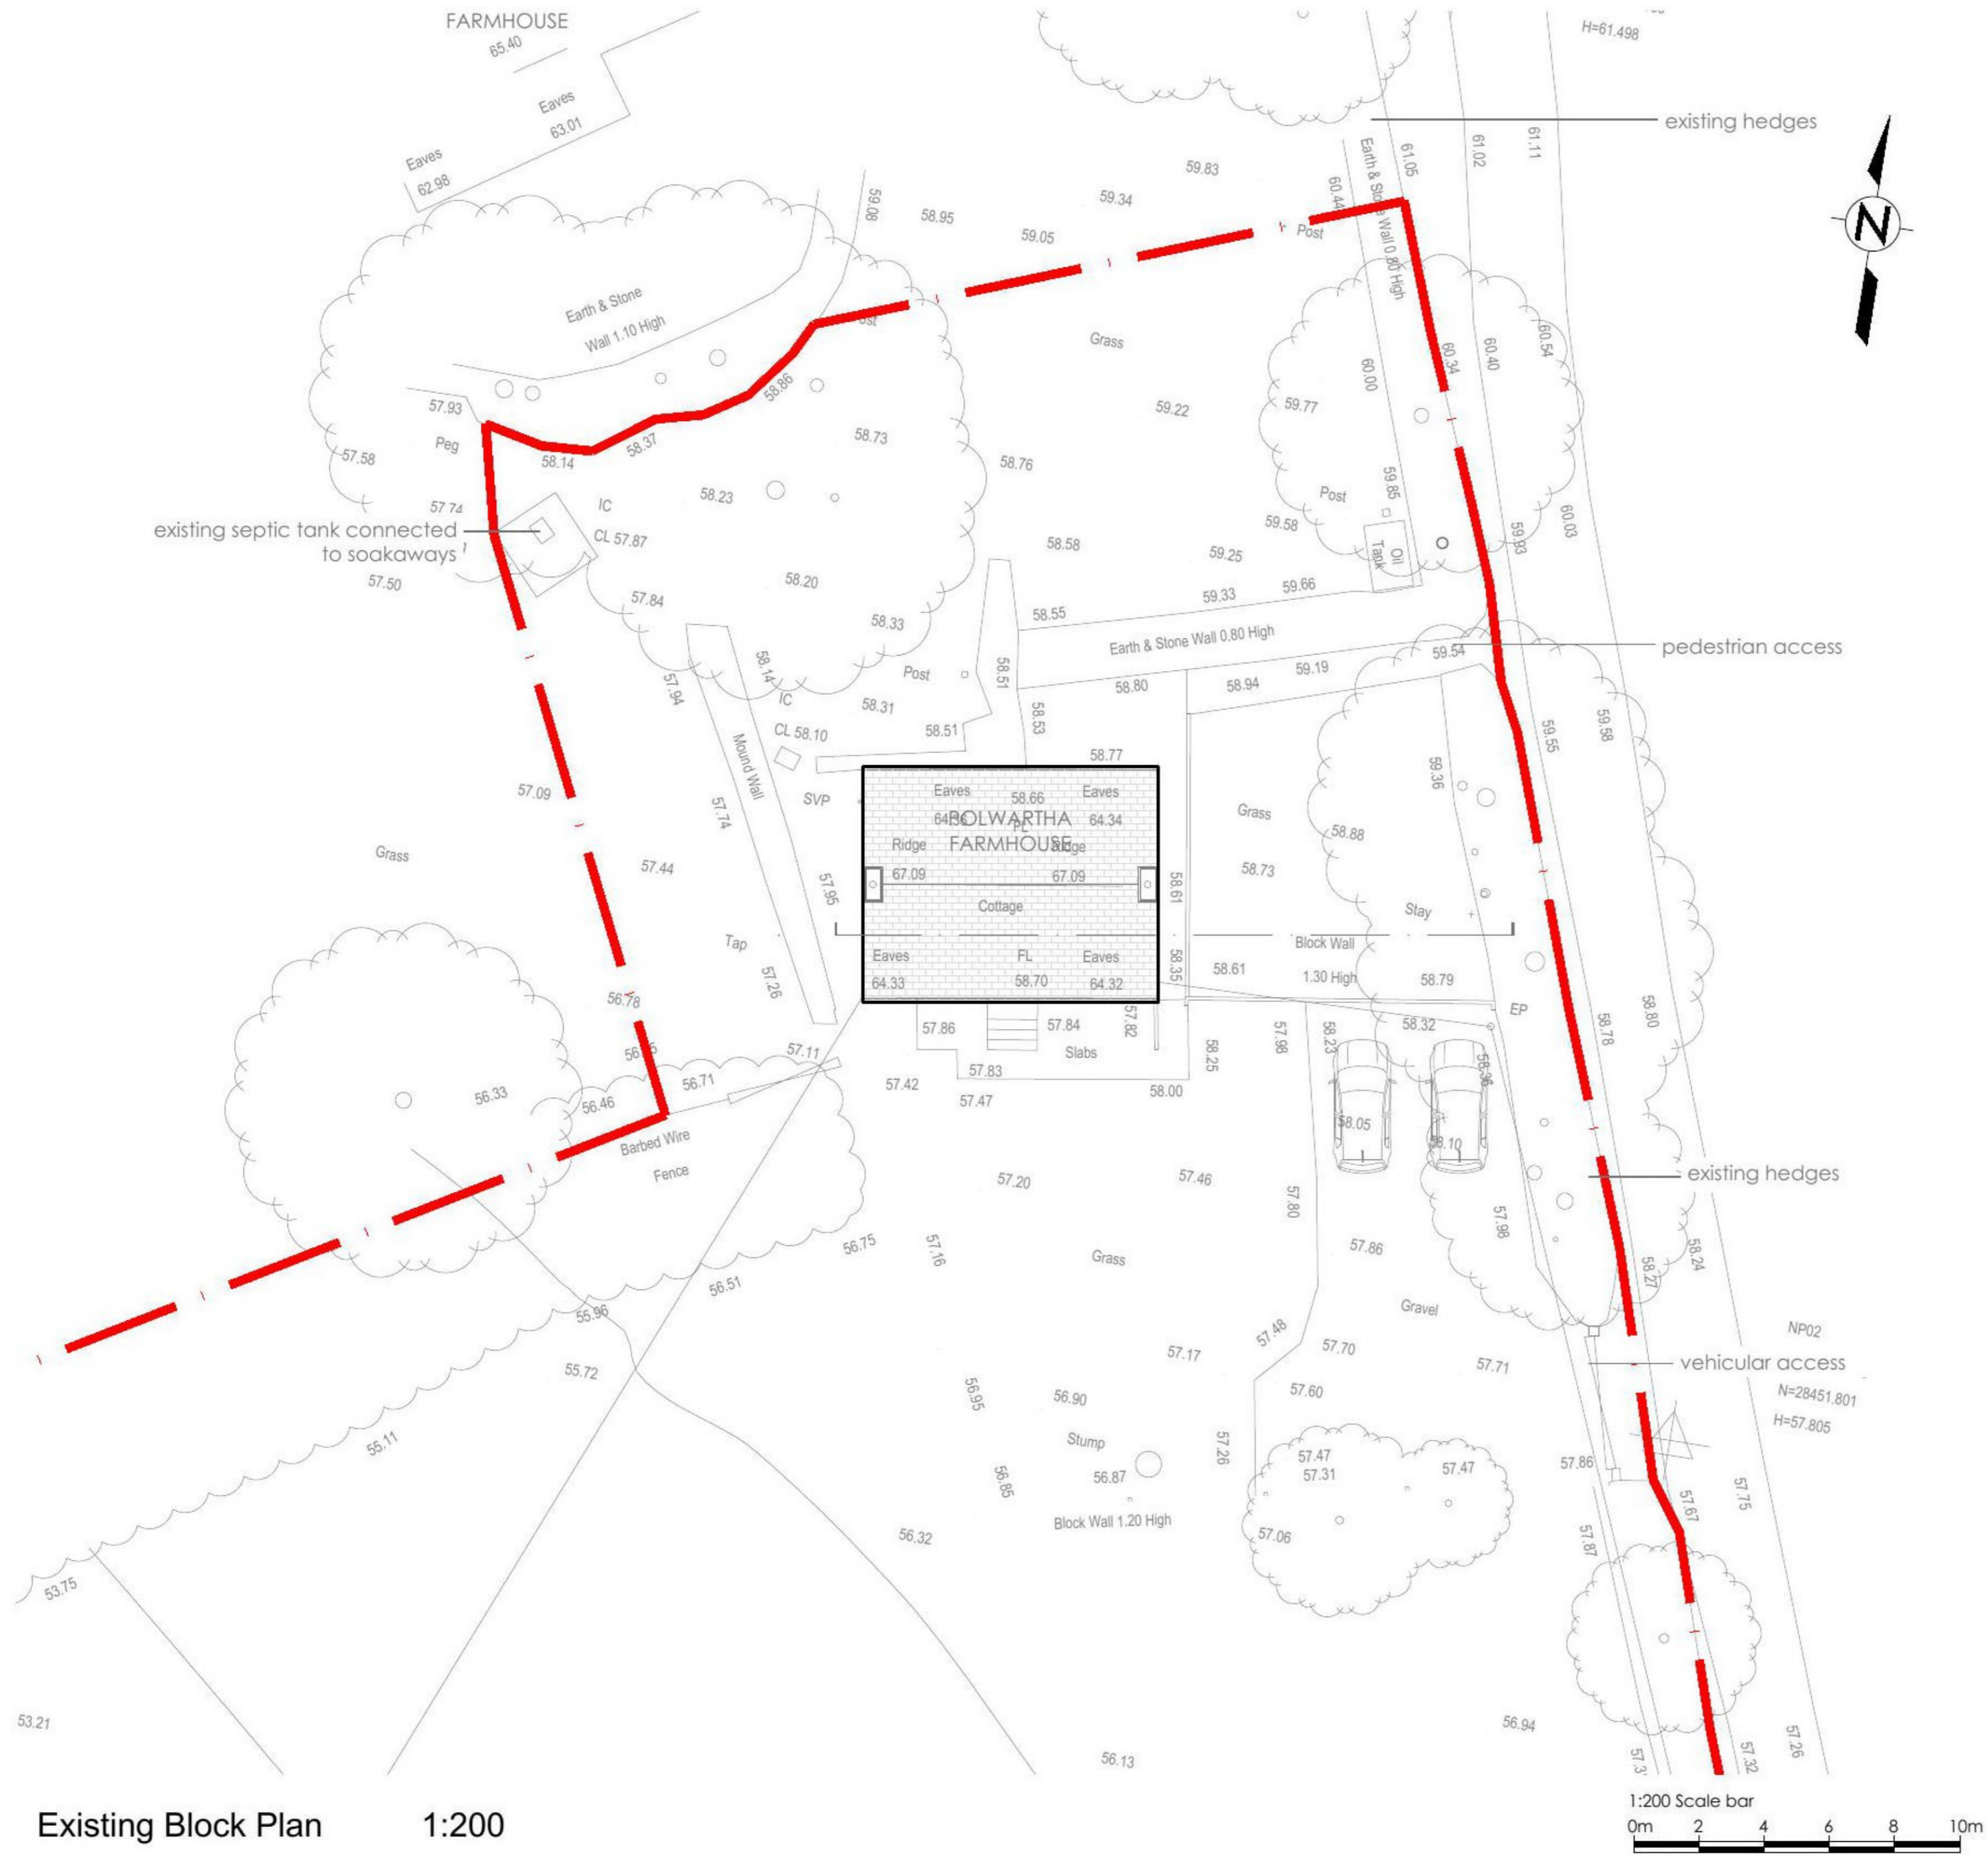 FARMHOUSE
65.40
H=61.498
Eaves
63.01
existing hedges
Eaves
62.98
61.05
61.02
61.11
59.83
60.44
Earth & Stone Wall 0.80 High
59.34
59.08
58.95
59.05
Post
N
Earth & Stone
Wall 1.10 High
Grass
60.34
60.40
60.54
60.00
58.86
57.93
59.22
59.77
Peg
58.14
58.37
58.73
57.58
58.76
59.85
57.74
IC
58.23
Post
existing septic tank connected
to soakaways
CL 57.87
59.58
59.93
60.03
58.58
59.25
Oil
Tank
57.50
58.20
57.84
59.33
59.66
58.33
58.55
Earth & Stone Wall 0.80 High
59.54
pedestrian access
58.14
57.94
Post
58.51
58.80
58.94
59.19
IC
58.31
58.53
CL 58.10
58.51
59.55
59.58
Mound Wall
58.77
59.36
57.09
57.74
SVP
Eaves
58.66
Eaves
64.34
POLWARTHA
FARMHOUSE
Ridge
Ridge
67.09
67.09
Grass
58.88
Grass
57.44
57.95
58.73
58.61
Cottage
Stay
Tap
Block Wall
1.30 High
Eaves
FL
Eaves
64.33
58.70
64.32
58.35
58.61
58.79
57.26
56.78
EP
58.80
58.78
57.86
57.84
57.82
57.98
58.23
58.32
Slabs
58.25
57.11
57.83
58.36
56.71
57.42
57.47
58.00
56.33
56.46
58.05
58.10
Barbed Wire
Fence
57.20
57.46
existing hedges
57.80
57.98
56.75
57.16
57.86
58.24
58.27
Grass
56.51
55.96
Gravel
57.48
NP02
57.17
57.70
57.71
vehicular access
55.72
56.95
56.90
57.60
N=28451.801
H=57.805
55.11
Stump
57.26
57.47
57.31
57.47
57.86
56.85
56.87
57.67
57.75
Block Wall 1.20 High
56.32
57.06
57.87
53.75
53.21
56.94
56.13
57.32
57.26
Existing Block Plan
1:200
1:200 Scale bar
0m 2 4 6 8 10m